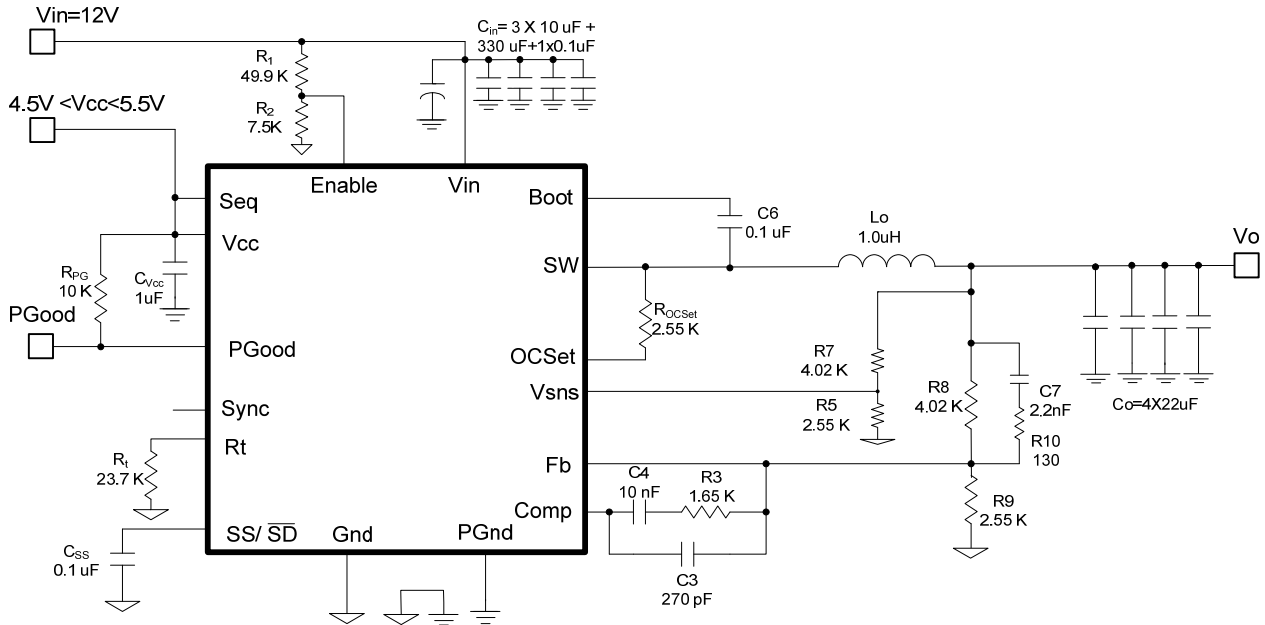 Vin=12V
Cin= 3 X 10 uF +
330 uF+1x0.1uF
R1
49.9 K
R2
7.5K
4.5V <Vcc<5.5V
Enable
Vin
Boot
Seq
Vcc
C6
0.1 uF
Lo
1.0uH
Vo
SW
RPG
10 K
CVcc
1uF
ROCSet
2.55 K
PGood
PGood
OCSet
R7
4.02 K
Vsns
R8
4.02 K
C7
2.2nF
R10
130
Co=4X22uF
Sync
R5
2.55 K
Rt
Rt
23.7 K
Fb
C4
10 nF
R3
1.65 K
Comp
R9
2.55 K
SS/ SD
Gnd
PGnd
CSS
0.1 uF
C3
270 pF